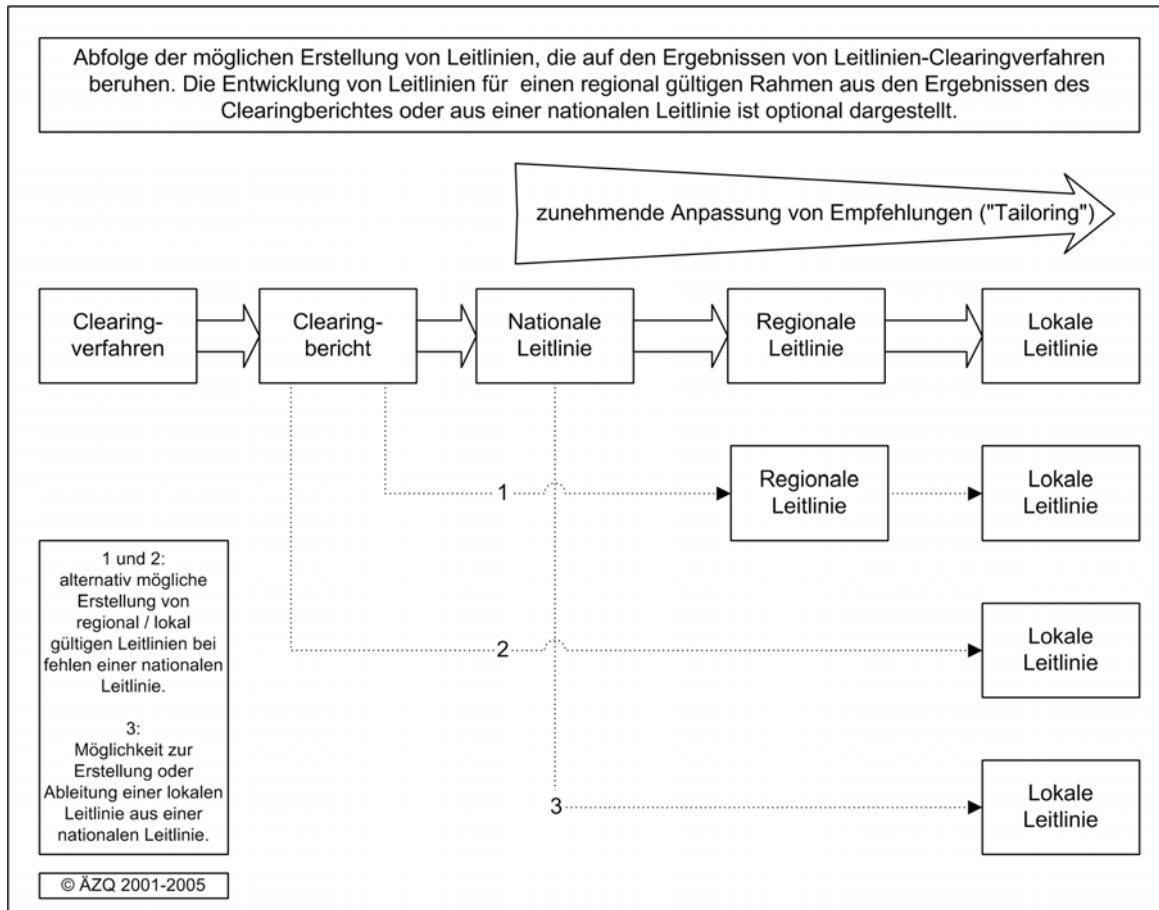 Abfolge der möglichen Erstellung von Leitlinien, die auf den Ergebnissen von Leitlinien-Clearingverfahren
beruhen. Die Entwicklung von Leitlinien für einen regional gültigen Rahmen aus den Ergebnissen des
Clearingberichtes oder aus einer nationalen Leitlinie ist optional dargestellt.
zunehmende Anpassung von Empfehlungen ("Tailoring")
Clearing-
verfahren
Clearing-
bericht
Nationale
Leitlinie
Regionale
Leitlinie
Lokale
Leitlinie
1
Regionale
Leitlinie
Lokale
Leitlinie
2
Lokale
Leitlinie
3
Lokale
Leitlinie
1 und 2:
alternativ mögliche
Erstellung von
regional / lokal
gültigen Leitlinien bei
fehlen einer nationalen
Leitlinie.
3:
Möglichkeit zur
Erstellung oder
Ableitung einer lokalen
Leitlinie aus einer
nationalen Leitlinie.
© ÄZQ 2001-2005